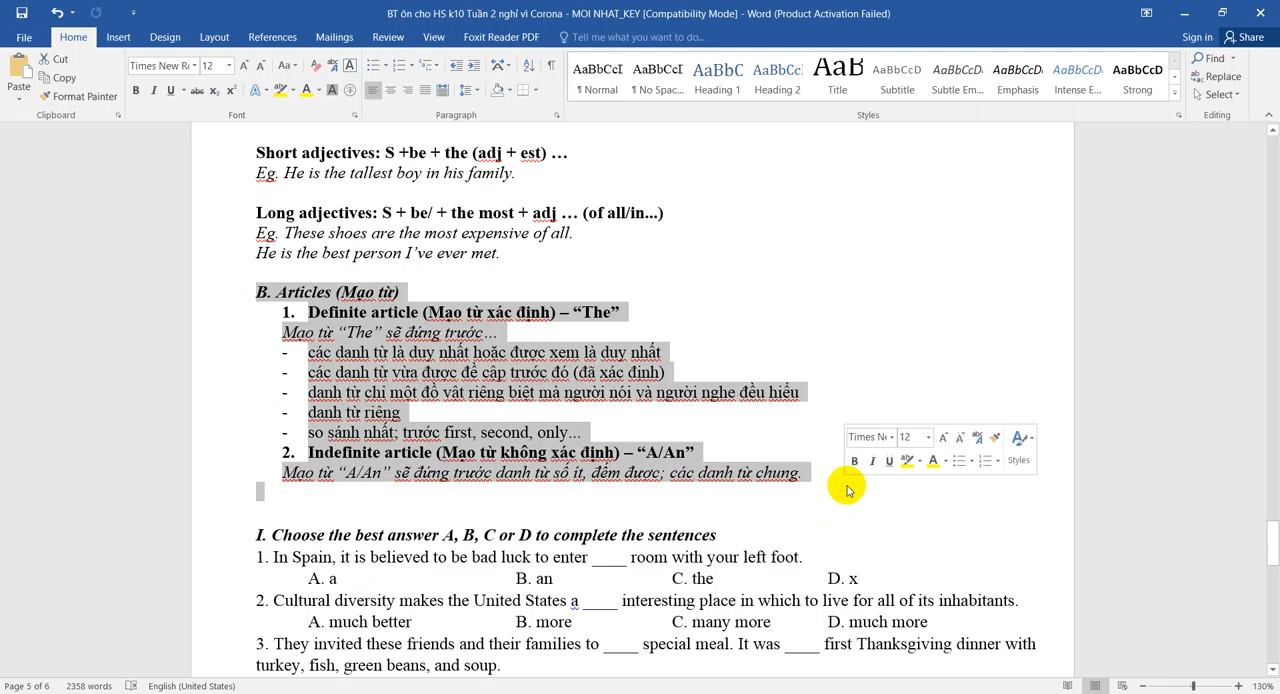 BT ôn cho HS k10 Tuần 2 nghỉ vì Corona - MOI NHAT_KEY [Compatibility Mode] - Word (Product Activation Failed)
File Home Insert Design Layout References Mailings Review View Foxit Reader PDF Tell me what you want to do... Sign in Share
Paste Cut Copy Format Painter
Times New Ro 12
AaBbCcI AaBbCcI AaBbC AaBbCc AaB AaBbCcD AaBbCcDt AaBbCcDt AaBbCcDt AaBbCcD
¶ Normal ¶ No Spac... Heading 1 Heading 2 Title Subtitle Subtle Em... Emphasis Intense E... Strong
Find Replace Select
Clipboard Font Paragraph Styles Editing
Short adjectives: S +be + the (adj + est) …
Eg. He is the tallest boy in his family.
Long adjectives: S + be/ + the most + adj … (of all/in...)
Eg. These shoes are the most expensive of all.
He is the best person I’ve ever met.
B. Articles (Mạo từ)
1. Definite article (Mạo từ xác định) – “The”
Mạo từ “The” sẽ đứng trước…
- các danh từ là duy nhất hoặc được xem là duy nhất
- các danh từ vừa được đề cập trước đó (đã xác định)
- danh từ chỉ một đồ vật riêng biệt mà người nói và người nghe đều hiểu
- danh từ riêng
- so sánh nhất; trước first, second, only...
2. Indefinite article (Mạo từ không xác định) – “A/An”
Mạo từ “A/An” sẽ đứng trước danh từ số ít, đếm được; các danh từ chung.
Times Ne 12
Styles
I. Choose the best answer A, B, C or D to complete the sentences
1. In Spain, it is believed to be bad luck to enter ____ room with your left foot.
A. a B. an C. the D. x
2. Cultural diversity makes the United States a ____ interesting place in which to live for all of its inhabitants.
A. much better B. more C. many more D. much more
3. They invited these friends and their families to ____ special meal. It was ____ first Thanksgiving dinner with
turkey, fish, green beans, and soup.
Page 5 of 6 2358 words English (United States) 130%